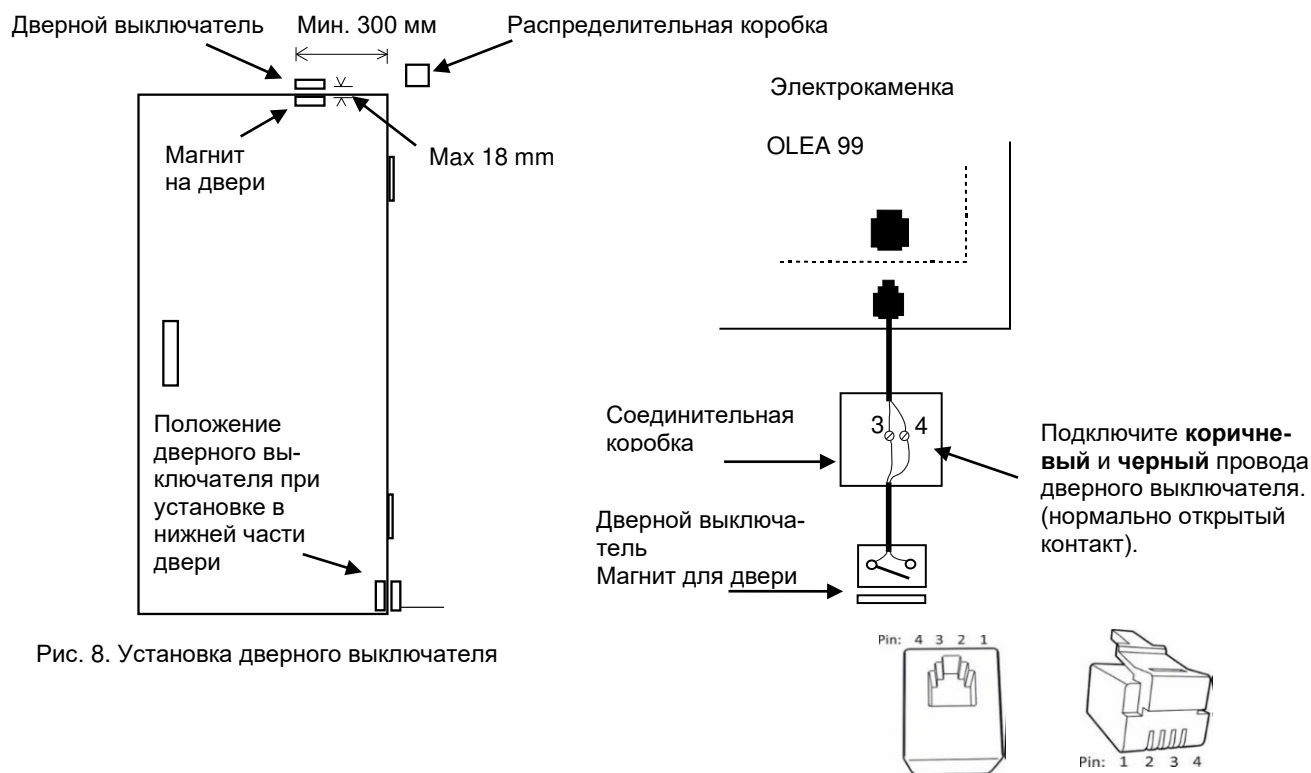 Дверной выключатель
Мин. 300 мм
Распределительная коробка
Магнит
на двери
Max 18 mm
Положение
дверного вы-
ключателя при
установке в
нижней части
двери
Рис. 8. Установка дверного выключателя
Электрокаменка
OLEA 99
Соединительная
коробка
3 4
Подключите коричне-
вый и черный провода
дверного выключателя.
(нормально открытый
контакт).
Дверной выключа-
тель
Магнит для двери
Pin: 4 3 2 1
Pin: 1 2 3 4